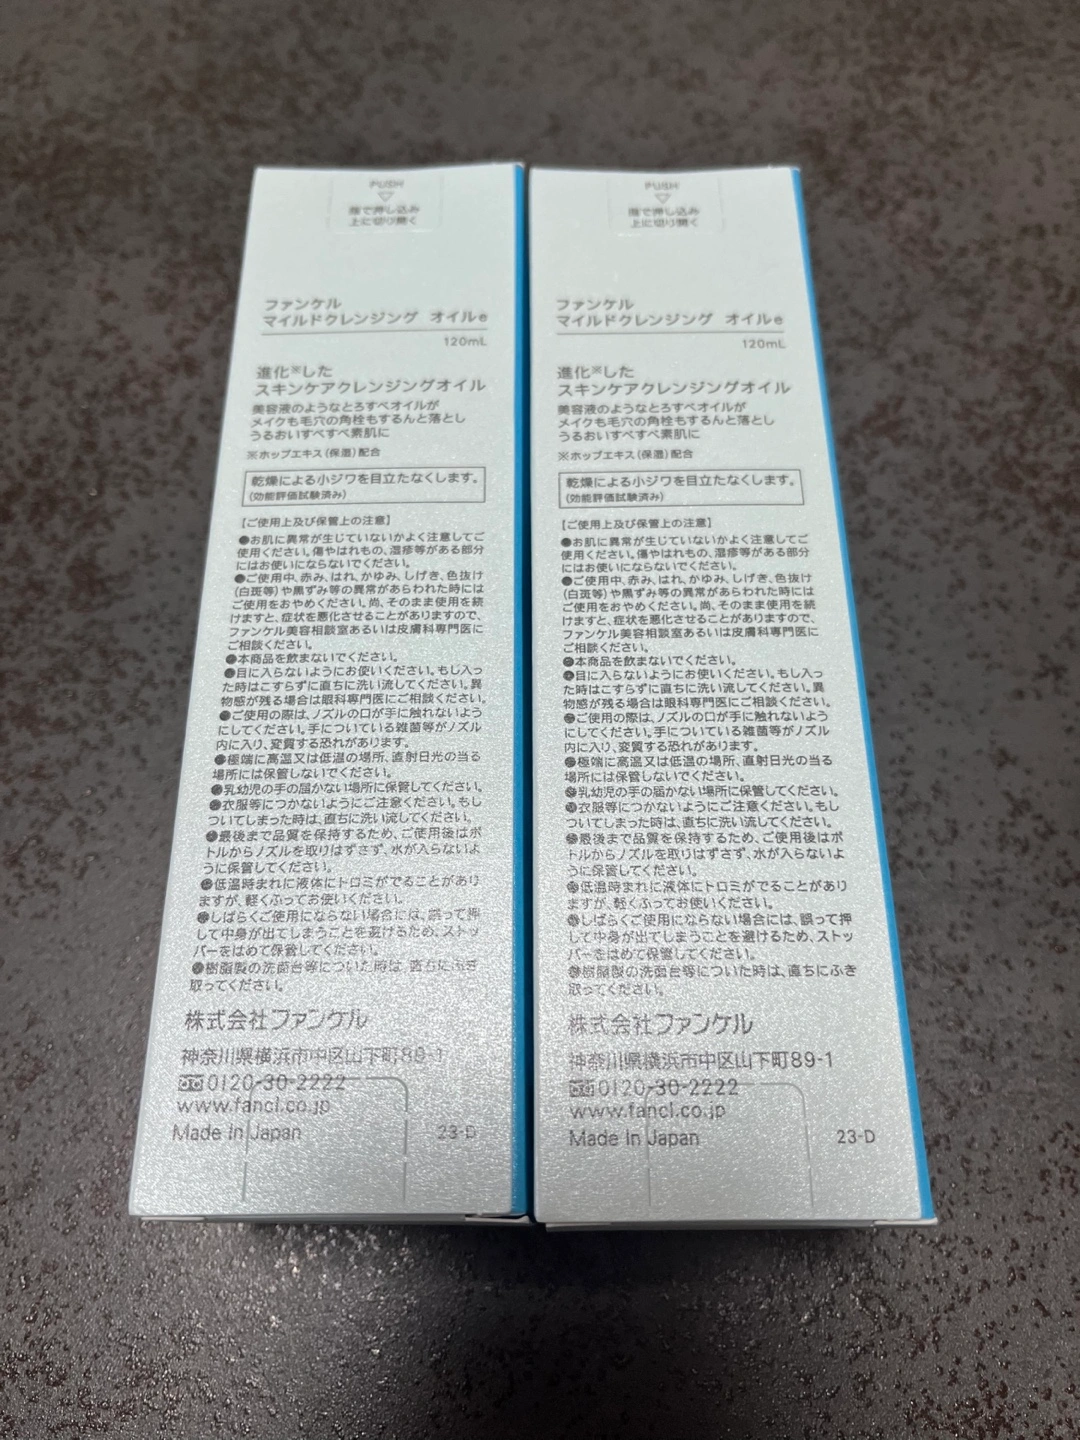 PUSH
指で押し込み
上に切り開く
ファンケル
マイルドクレンジング オイルe
120mL
進化※した
スキンケアクレンジングオイル
美容液のようなとろすべオイルが
メイクも毛穴の角栓もするんと落とし
うるおいすべすべ素肌に
※ホップエキス(保湿)配合
乾燥による小ジワを目立たなくします。
(効能評価試験済み)
【ご使用上及び保管上の注意】
●お肌に異常が生じていないかよく注意してご
使用ください。傷やはれもの、湿疹等がある部分
にはお使いにならないでください。
●ご使用中、赤み、はれ、かゆみ、しげき、色抜け
(白斑等)や黒ずみ等の異常があらわれた時には
ご使用をおやめください。尚、そのまま使用を続
けますと、症状を悪化させることがありますので、
ファンケル美容相談室あるいは皮膚科専門医に
ご相談ください。
●本商品を飲まないでください。
●目に入らないようにお使いください。もし入っ
た時はこすらずに直ちに洗い流してください。異
物感が残る場合は眼科専門医にご相談ください。
●ご使用の際は、ノズルの口が手に触れないよう
にしてください。手についている雑菌等がノズル
内に入り、変質する恐れがあります。
●極端に高温又は低温の場所、直射日光の当る
場所には保管しないでください。
●乳幼児の手の届かない場所に保管してください。
●衣服等につかないようにご注意ください。もし
ついてしまった時は、直ちに洗い流してください。
●最後まで品質を保持するため、ご使用後はボ
トルからノズルを取りはずさず、水が入らないよ
うに保管してください。
●低温時まれに液体にトロミがでることがあり
ますが、軽くふってお使いください。
●しばらくご使用にならない場合には、誤って押
して中身が出てしまうことを避けるため、ストッ
パーをはめて保管してください。
●樹脂製の洗面台等についた時は、直ちにふき
取ってください。
株式会社ファンケル
神奈川県横浜市中区山下町89-1
0120-30-2222
www.fancl.co.jp
Made In Japan
23-D
PUSH
指で押し込み
上に切り開く
ファンケル
マイルドクレンジング オイルe
120mL
進化※した
スキンケアクレンジングオイル
美容液のようなとろすべオイルが
メイクも毛穴の角栓もするんと落とし
うるおいすべすべ素肌に
※ホップエキス(保湿)配合
乾燥による小ジワを目立たなくします。
(効能評価試験済み)
【ご使用上及び保管上の注意】
●お肌に異常が生じていないかよく注意してご
使用ください。傷やはれもの、湿疹等がある部分
にはお使いにならないでください。
●ご使用中、赤み、はれ、かゆみ、しげき、色抜け
(白斑等)や黒ずみ等の異常があらわれた時には
ご使用をおやめください。尚、そのまま使用を続
けますと、症状を悪化させることがありますので、
ファンケル美容相談室あるいは皮膚科専門医に
ご相談ください。
●本商品を飲まないでください。
●目に入らないようにお使いください。もし入っ
た時はこすらずに直ちに洗い流してください。異
物感が残る場合は眼科専門医にご相談ください。
●ご使用の際は、ノズルの口が手に触れないよう
にしてください。手についている雑菌等がノズル
内に入り、変質する恐れがあります。
●極端に高温又は低温の場所、直射日光の当る
場所には保管しないでください。
●乳幼児の手の届かない場所に保管してください。
●衣服等につかないようにご注意ください。もし
ついてしまった時は、直ちに洗い流してください。
●最後まで品質を保持するため、ご使用後はボ
トルからノズルを取りはずさず、水が入らないよ
うに保管してください。
●低温時まれに液体にトロミがでることがあり
ますが、軽くふってお使いください。
●しばらくご使用にならない場合には、誤って押
して中身が出てしまうことを避けるため、ストッ
パーをはめて保管してください。
●樹脂製の洗面台等についた時は、直ちにふき
取ってください。
株式会社ファンケル
神奈川県横浜市中区山下町89-1
0120-30-2222
www.fancl.co.jp
Made In Japan
23-D